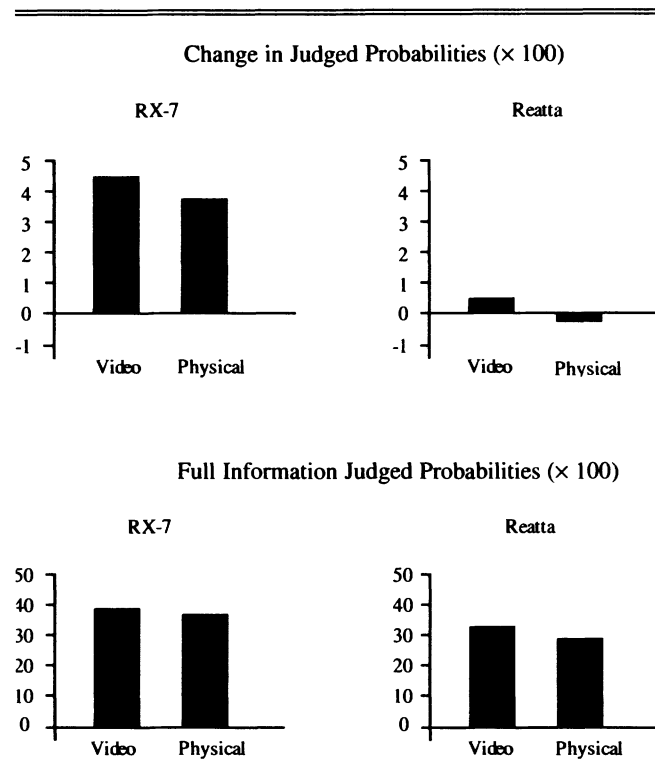 Change in Judged Probabilities (× 100)
RX-7 Reatta
5 5
4 4
3 3
2 2
1 1
0 0
-1 -1
Video Physical Video Physical
Full Information Judged Probabilities (× 100)
RX-7 Reatta
50 50
40 40
30 30
20 20
10 10
0 0
Video Physical Video Physical